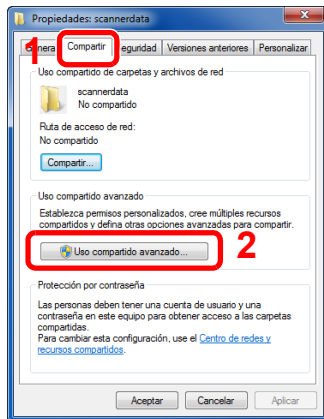 Propiedades: scannerdata
1
General Compartir Seguridad Versiones anteriores Personalizar
Uso compartido de carpetas y archivos de red
scannerdata
No compartido
Ruta de acceso de red:
No compartido
Compartir...
Uso compartido avanzado
Establezca permisos personalizados, cree múltiples recursos
compartidos y defina otras opciones avanzadas para compartir.
Uso compartido avanzado...
2
Protección por contraseña
Las personas deben tener una cuenta de usuario y una
contraseña en este equipo para obtener acceso a las carpetas
compartidas.
Para cambiar esta configuración, use el Centro de redes y
recursos compartidos.
Aceptar Cancelar Aplicar